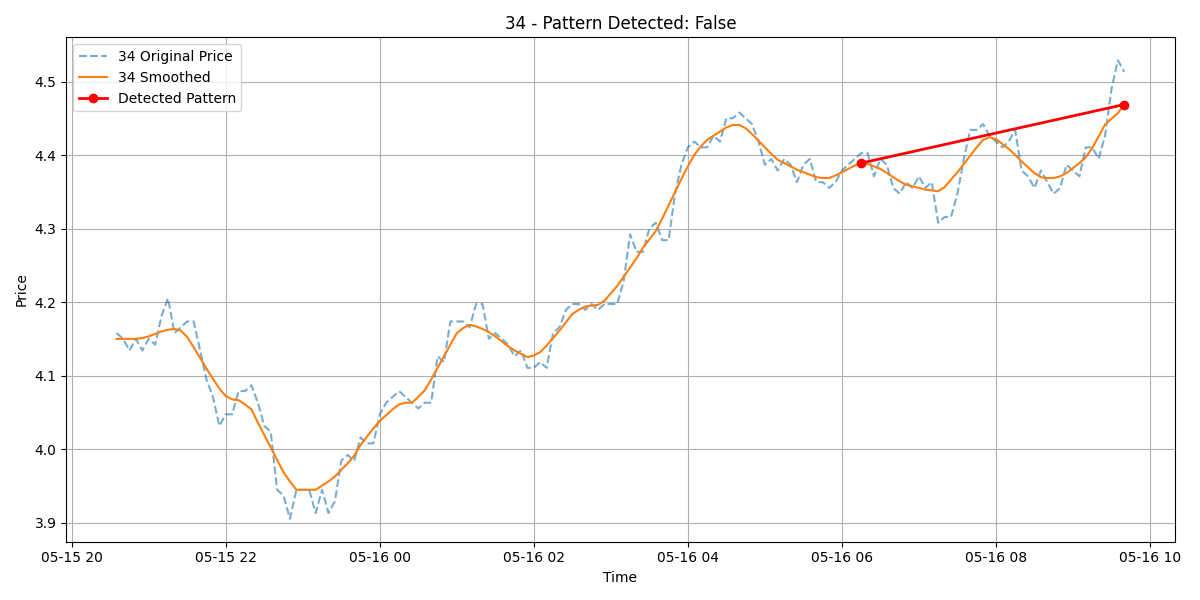 34 - Pattern Detected: False
34 Original Price
34 Smoothed
Detected Pattern
Price
4.5
4.4
4.3
4.2
4.1
4.0
3.9
05-15 20
05-15 22
05-16 00
05-16 02
05-16 04
05-16 06
05-16 08
05-16 10
Time